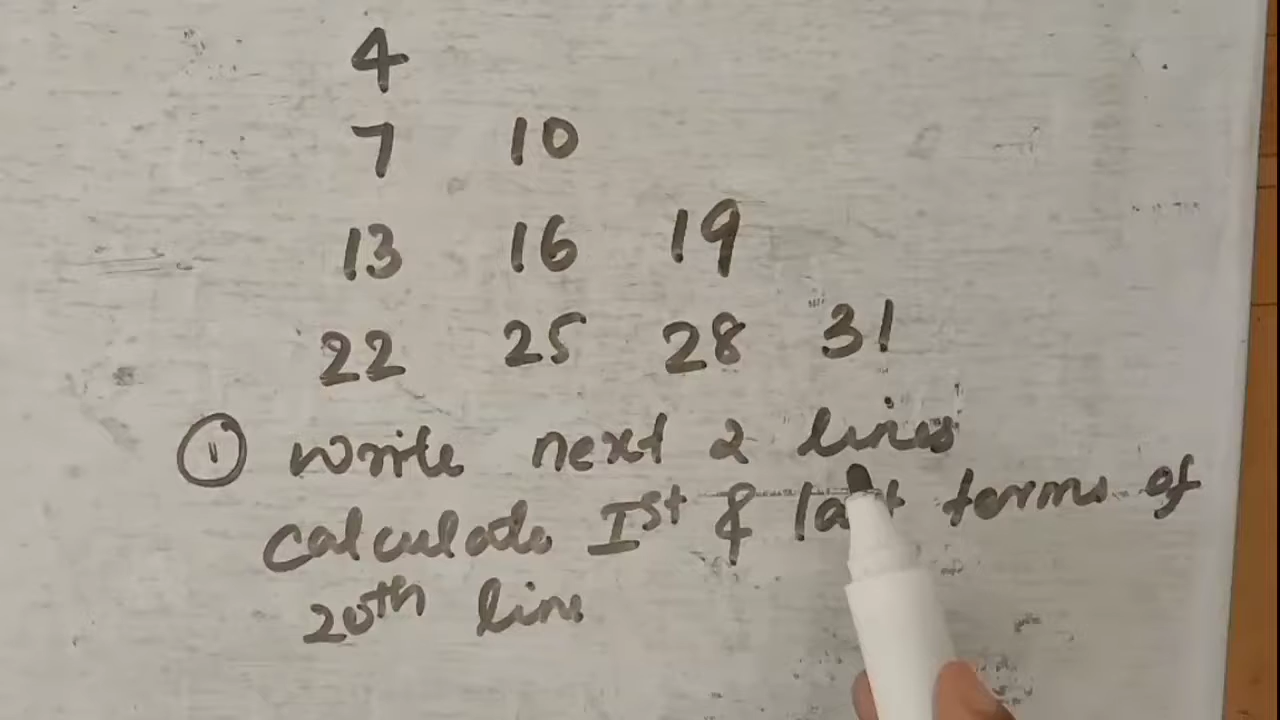 4
7 10
13 16 19
22 25 28 31
① write next 2 lines
calculate Ist & last terms of
20th line